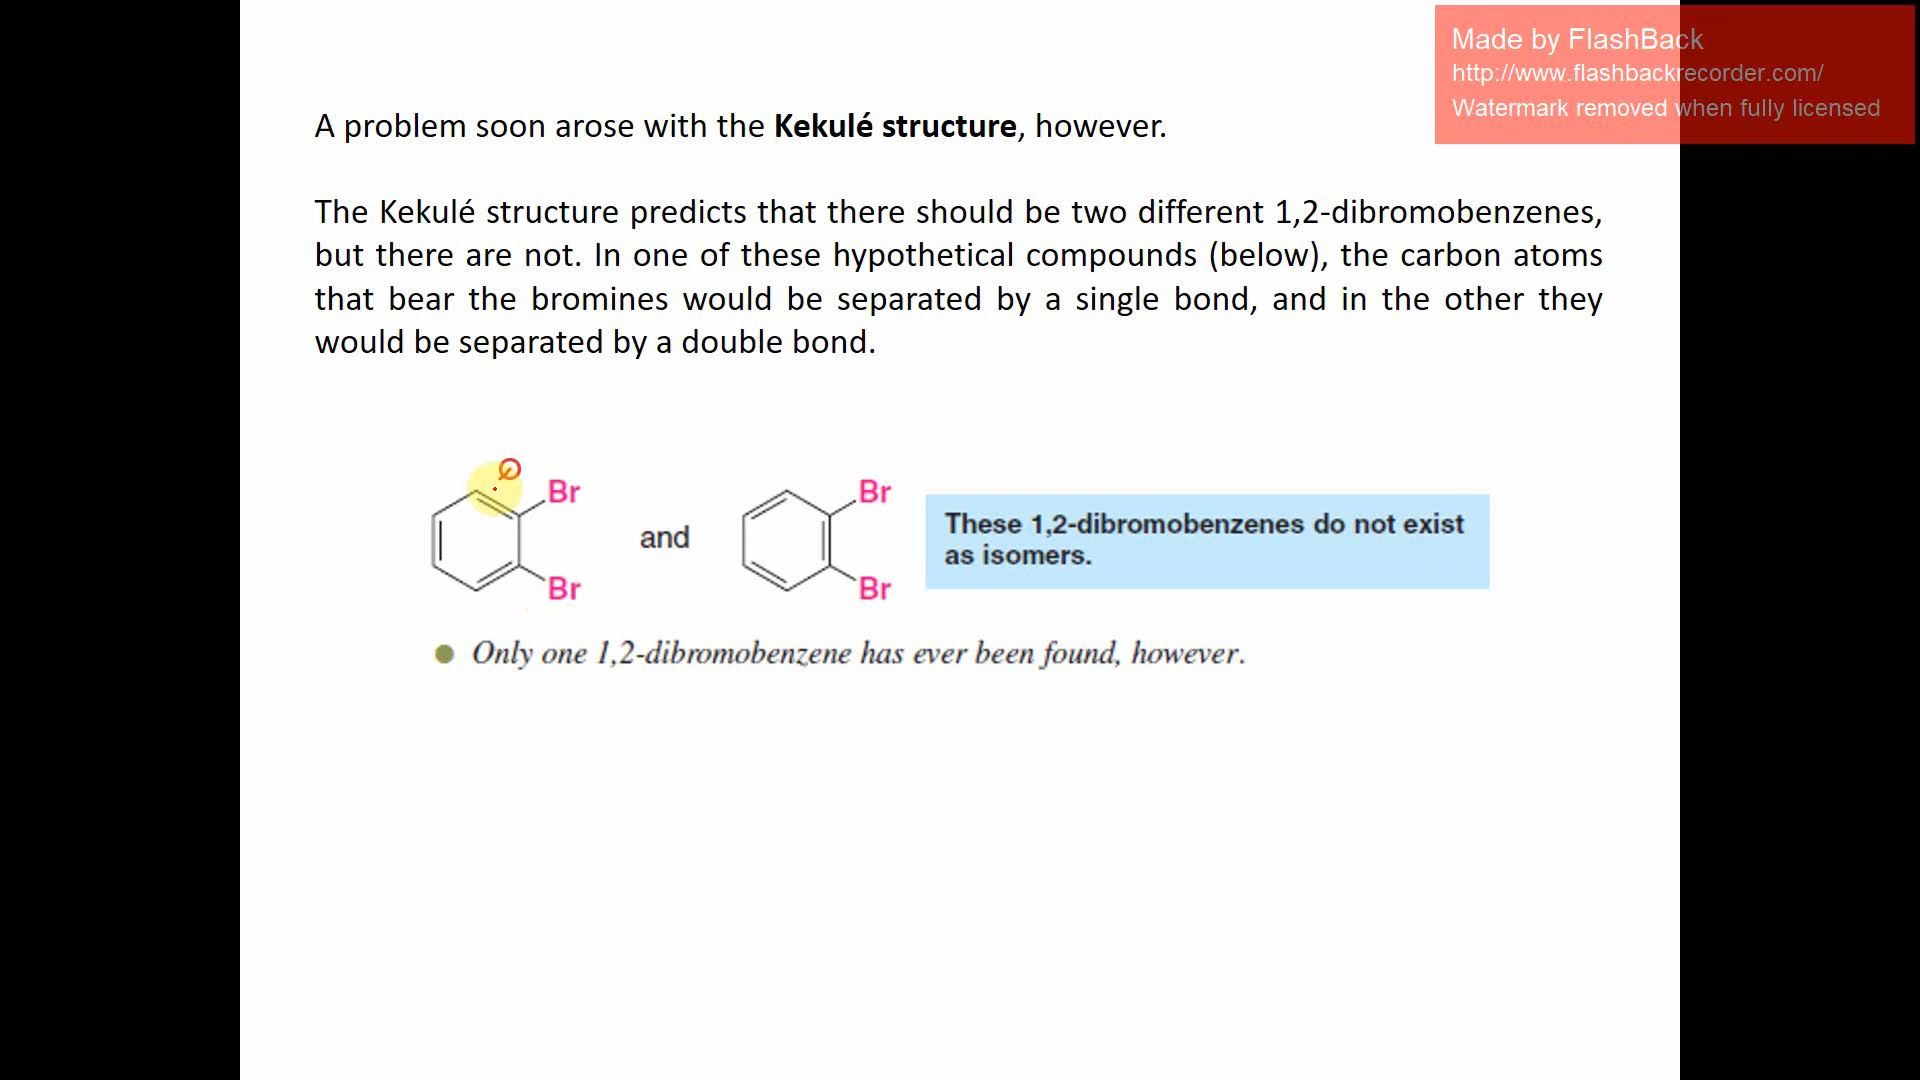 Made by FlashBack
http://www.flashbackrecorder.com/
Watermark removed when fully licensed
A problem soon arose with the Kekulé structure, however.
The Kekulé structure predicts that there should be two different 1,2-dibromobenzenes,
but there are not. In one of these hypothetical compounds (below), the carbon atoms
that bear the bromines would be separated by a single bond, and in the other they
would be separated by a double bond.
Br
Br
and
Br
Br
These 1,2-dibromobenzenes do not exist
as isomers.
Only one 1,2-dibromobenzene has ever been found, however.